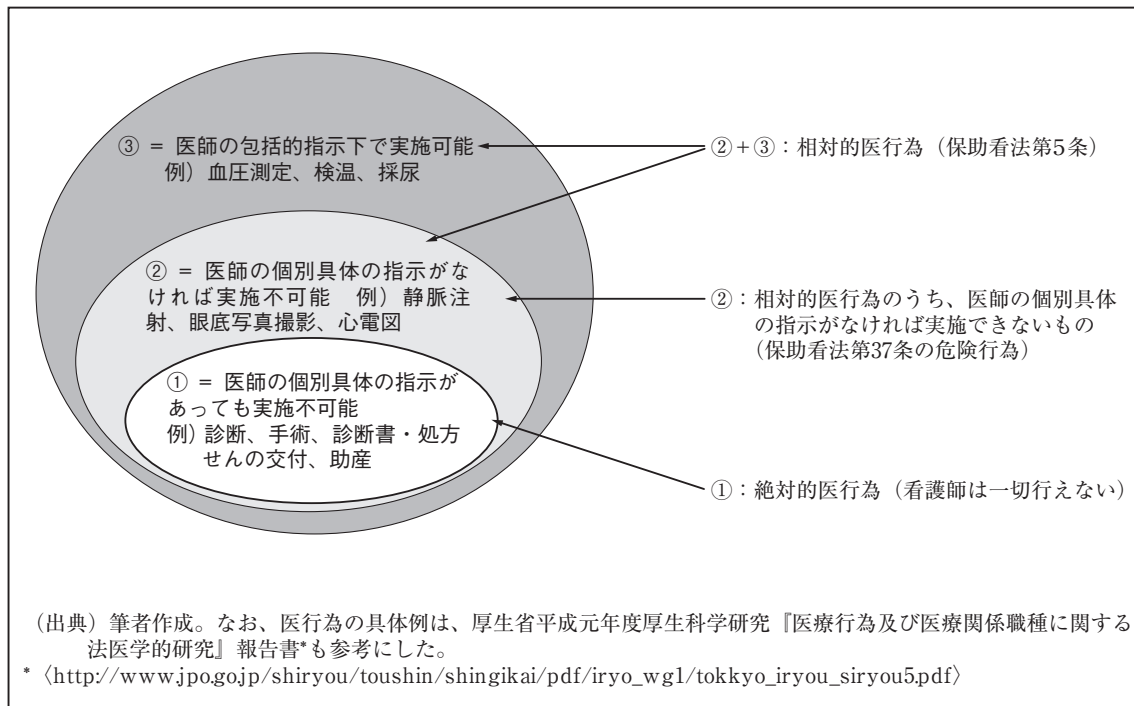 ③ = 医師の包括的指示下で実施可能
例）血圧測定、検温、採尿
②+③：相対的医行為（保助看法第5条）
② = 医師の個別具体の指示がな
ければ実施不可能　例）静脈注
射、眼底写真撮影、心電図
②：相対的医行為のうち、医師の個別具体
の指示がなければ実施できないもの
（保助看法第37条の危険行為）
① = 医師の個別具体の指示が
あっても実施不可能
例）診断、手術、診断書・処方
せんの交付、助産
①：絶対的医行為（看護師は一切行えない）
（出典）筆者作成。なお、医行為の具体例は、厚生省平成元年度厚生科学研究『医療行為及び医療関係職種に関する
法医学的研究』報告書*も参考にした。
*〈http://www.jpo.go.jp/shiryou/toushin/shingikai/pdf/iryo_wg1/tokkyo_iryou_siryou5.pdf〉